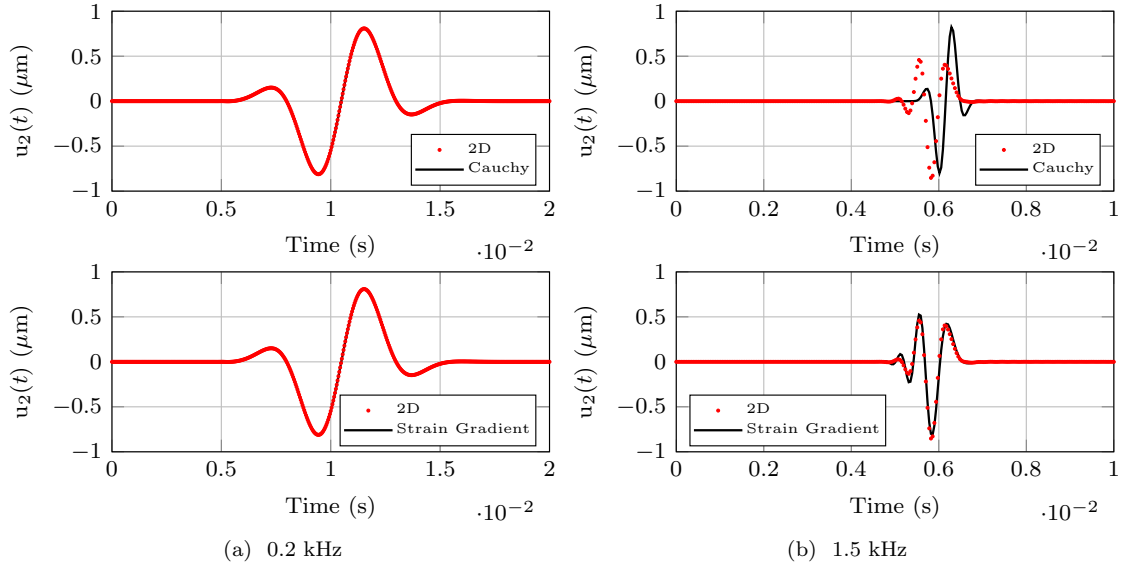 1
0.5
0
−0.5
−1
u2(t) (μm)
2D
Cauchy
0 0.5 1 1.5 2
Time (s) ·10−2
1
0.5
0
−0.5
−1
u2(t) (μm)
2D
Cauchy
0 0.2 0.4 0.6 0.8 1
Time (s) ·10−2
1
0.5
0
−0.5
−1
u2(t) (μm)
2D
Strain Gradient
0 0.5 1 1.5 2
Time (s) ·10−2
1
0.5
0
−0.5
−1
u2(t) (μm)
2D
Strain Gradient
0 0.2 0.4 0.6 0.8 1
Time (s) ·10−2
(a) 0.2 kHz
(b) 1.5 kHz